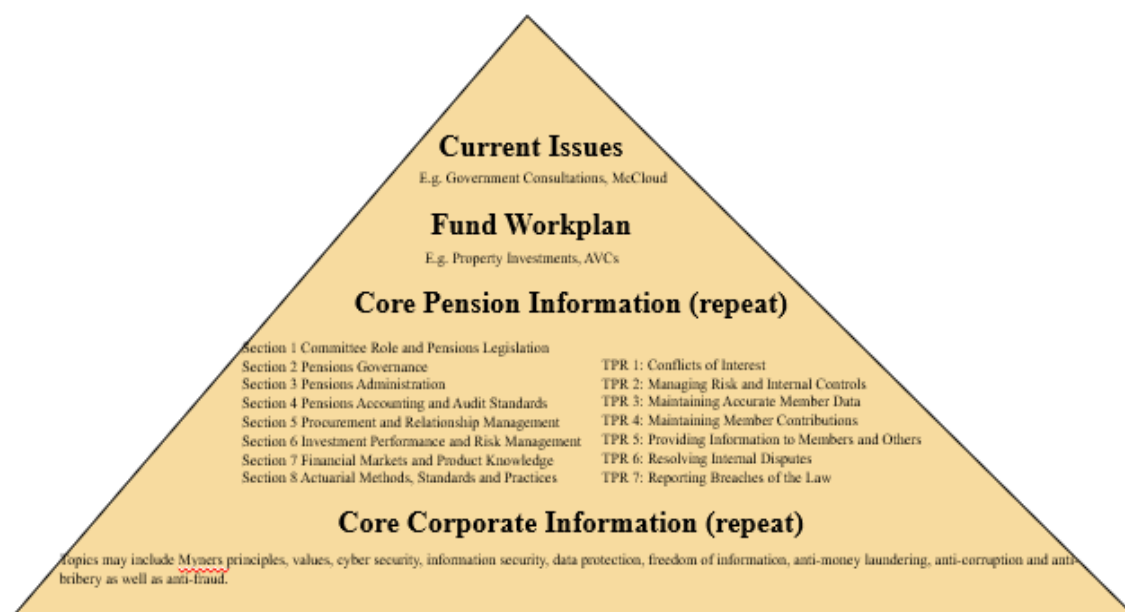 Current Issues
E.g. Government Consultations, McCloud
Fund Workplan
E.g. Property Investments, AVCs
Core Pension Information (repeat)
Section 1 Committee Role and Pensions Legislation
Section 2 Pensions Governance
Section 3 Pensions Administration
Section 4 Pensions Accounting and Audit Standards
Section 5 Procurement and Relationship Management
Section 6 Investment Performance and Risk Management
Section 7 Financial Markets and Product Knowledge
Section 8 Actuarial Methods, Standards and Practices
TPR 1: Conflicts of Interest
TPR 2: Managing Risk and Internal Controls
TPR 3: Maintaining Accurate Member Data
TPR 4: Maintaining Member Contributions
TPR 5: Providing Information to Members and Others
TPR 6: Resolving Internal Disputes
TPR 7: Reporting Breaches of the Law
Core Corporate Information (repeat)
Topics may include Myners principles, values, cyber security, information security, data protection, freedom of information, anti-money laundering, anti-corruption and anti-
bribery as well as anti-fraud.